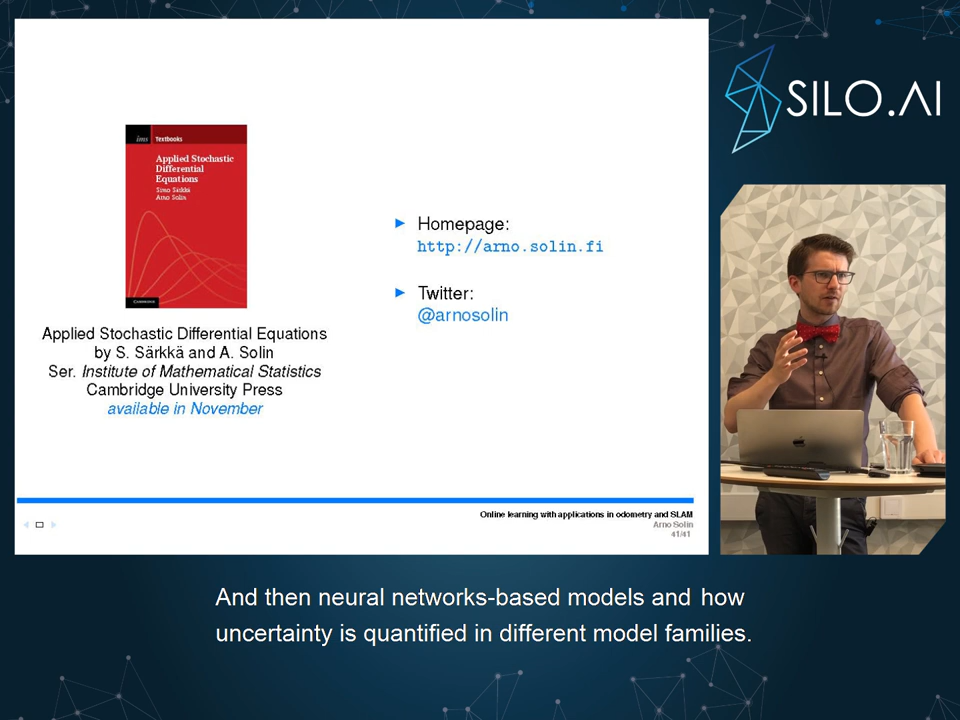 SILO.AI
ims Textbooks
Applied Stochastic
Differential
Equations
Simo Särkkä
Arno Solin
CAMBRIDGE
Applied Stochastic Differential Equations
by S. Särkkä and A. Solin
Ser. Institute of Mathematical Statistics
Cambridge University Press
available in November
Homepage:
http://arno.solin.fi
Twitter:
@arnosolin
Online learning with applications in odometry and SLAM
Arno Solin
41/41
And then neural networks-based models and how
uncertainty is quantified in different model families.